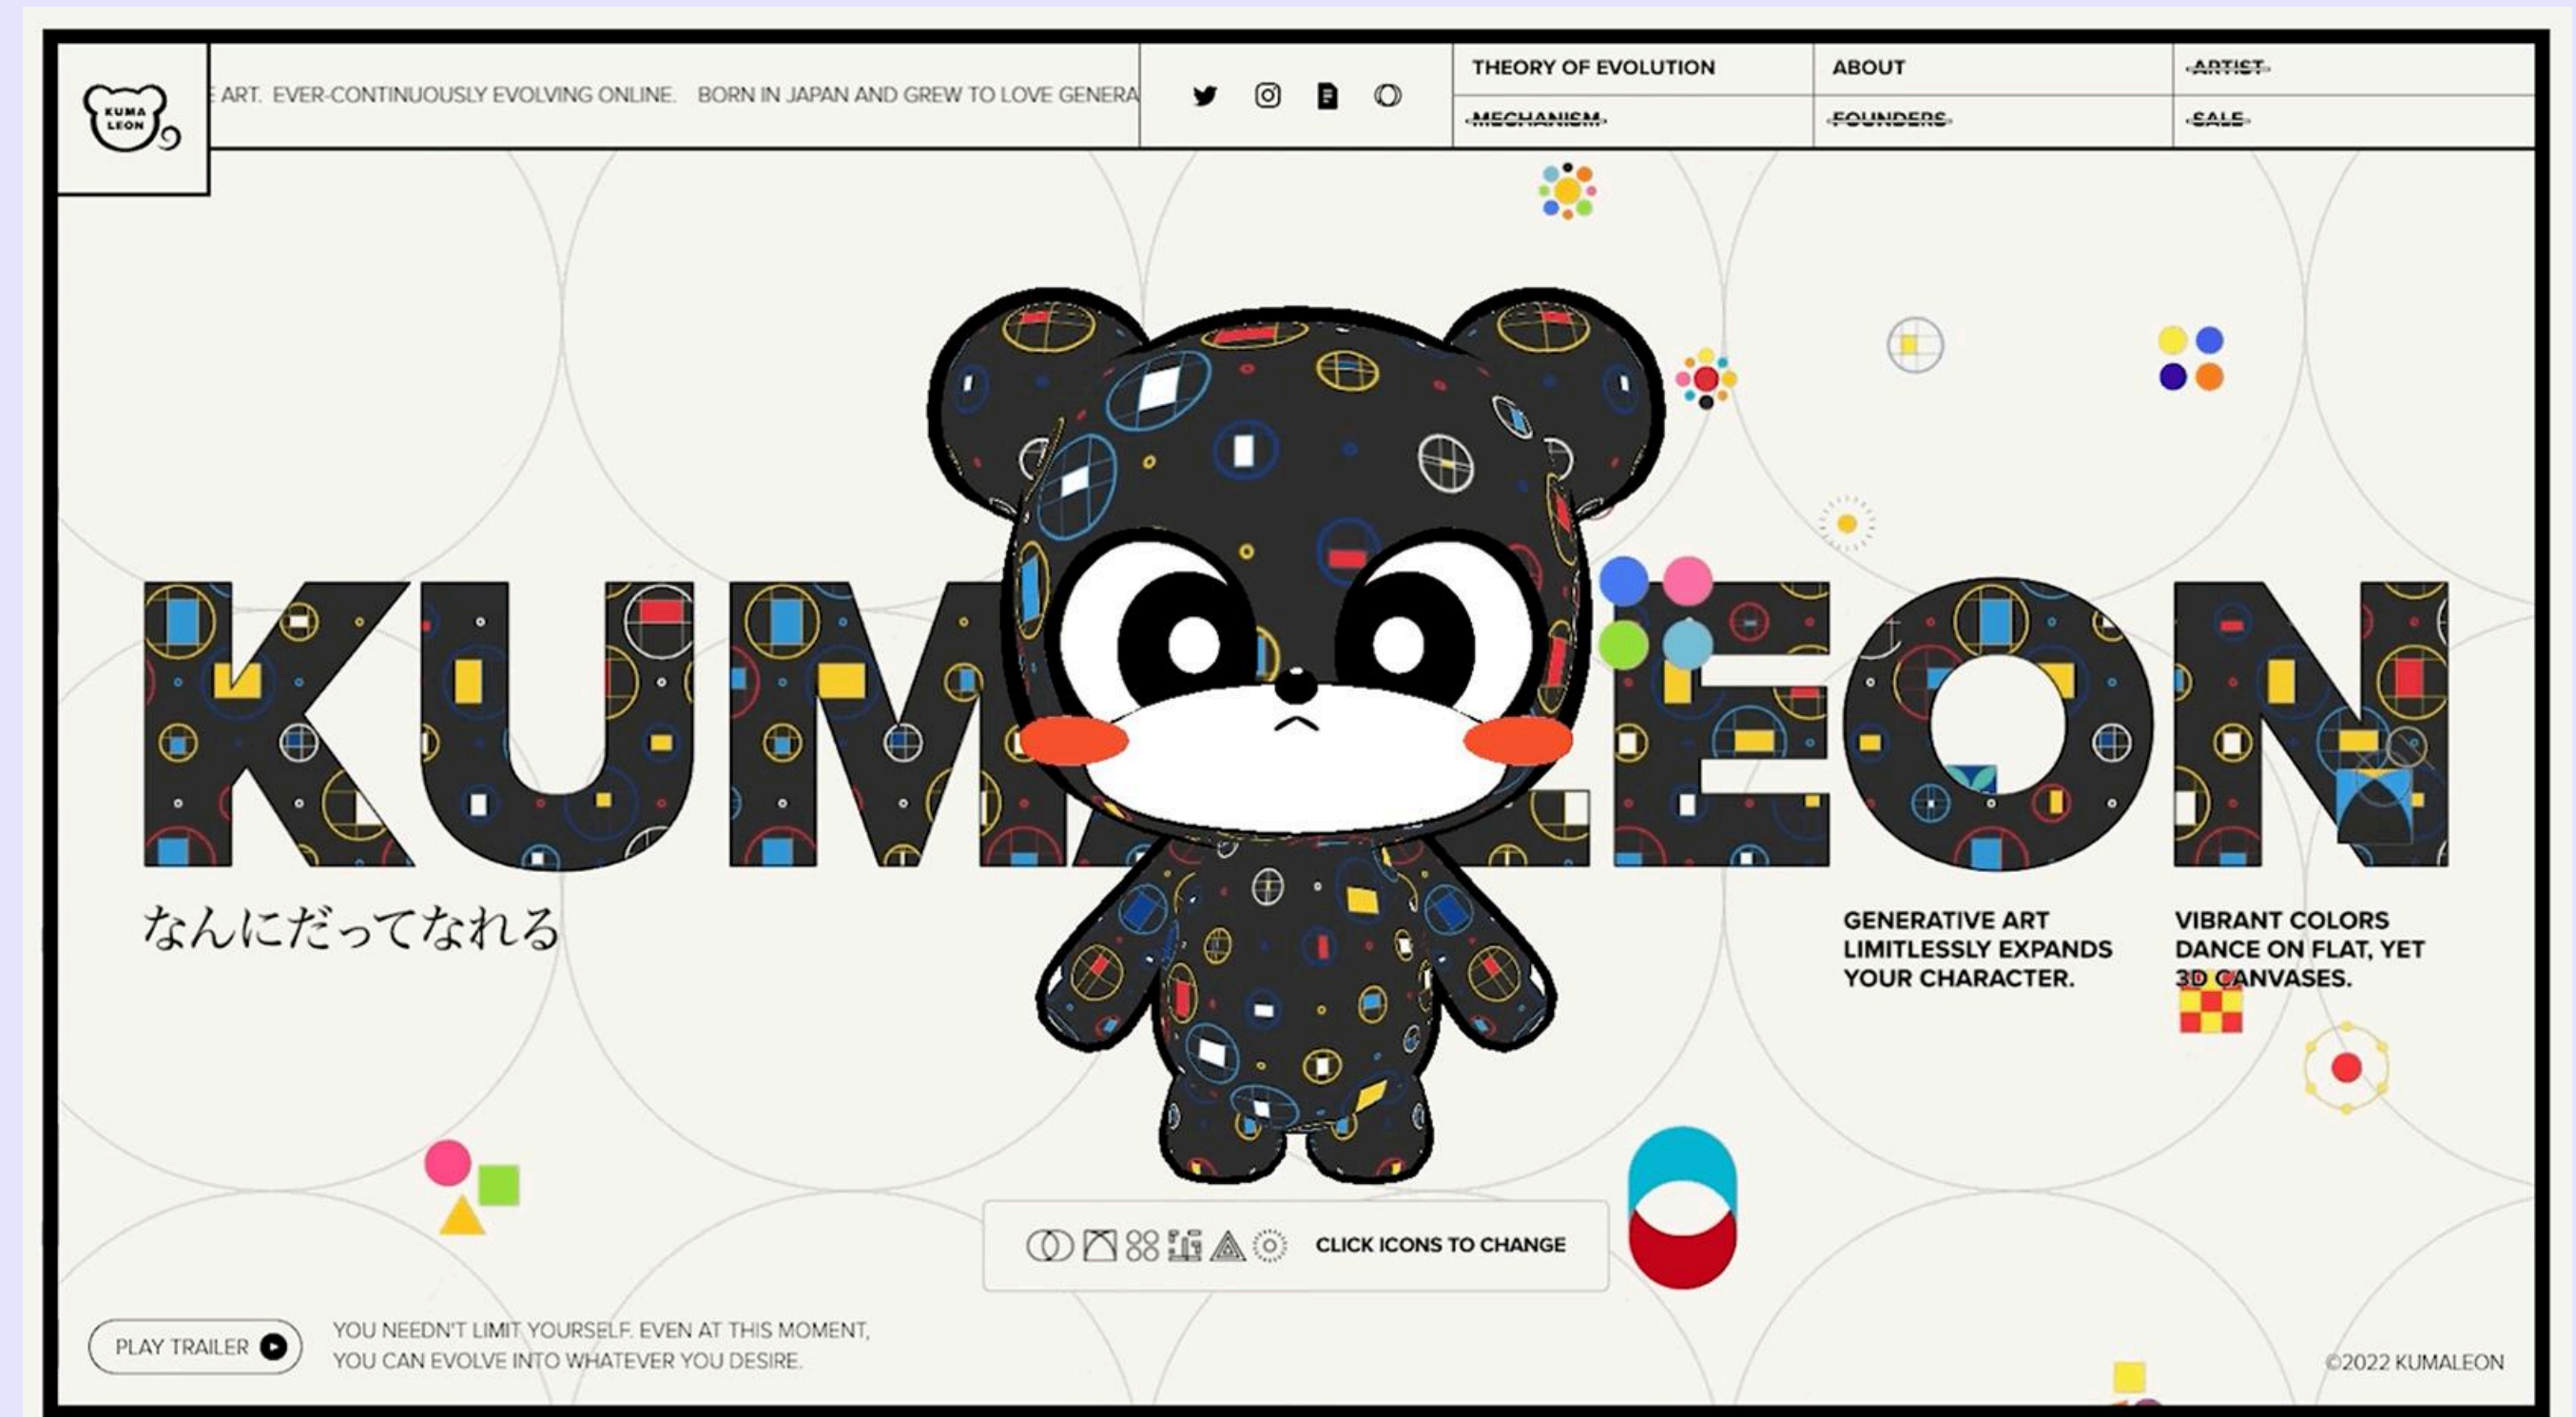 KUMA
LEON
E ART. EVER-CONTINUOUSLY EVOLVING ONLINE. BORN IN JAPAN AND GREW TO LOVE GENERA
THEORY OF EVOLUTION
ABOUT
ARTIST
MECHANISM
FOUNDERS
SALE
KUM LEON
なんにだってなれる
GENERATIVE ART
LIMITLESSLY EXPANDS
YOUR CHARACTER.
VIBRANT COLORS
DANCE ON FLAT, YET
3D CANVASES.
CLICK ICONS TO CHANGE
PLAY TRAILER
YOU NEEDN'T LIMIT YOURSELF. EVEN AT THIS MOMENT,
YOU CAN EVOLVE INTO WHATEVER YOU DESIRE.
©2022 KUMALEON